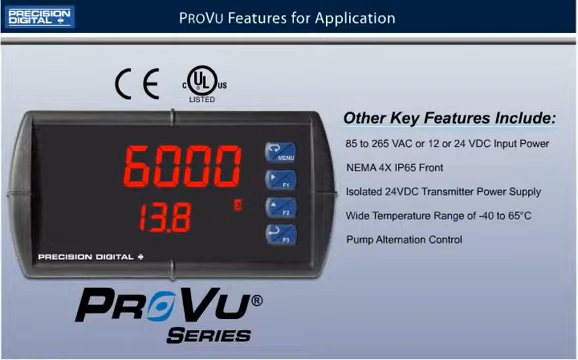 PRECISION
DIGITAL
PROVU FEATURES FOR APPLICATION
CE
C UL US
LISTED
Other Key Features Include:
85 to 265 VAC or 12 or 24 VDC Input Power
NEMA 4X IP65 Front
Isolated 24VDC Transmitter Power Supply
Wide Temperature Range of -40 to 65°C
Pump Alternation Control
6000
13.8
MENU
F1
F2
F3
PRECISION DIGITAL
PROVU®
SERIES